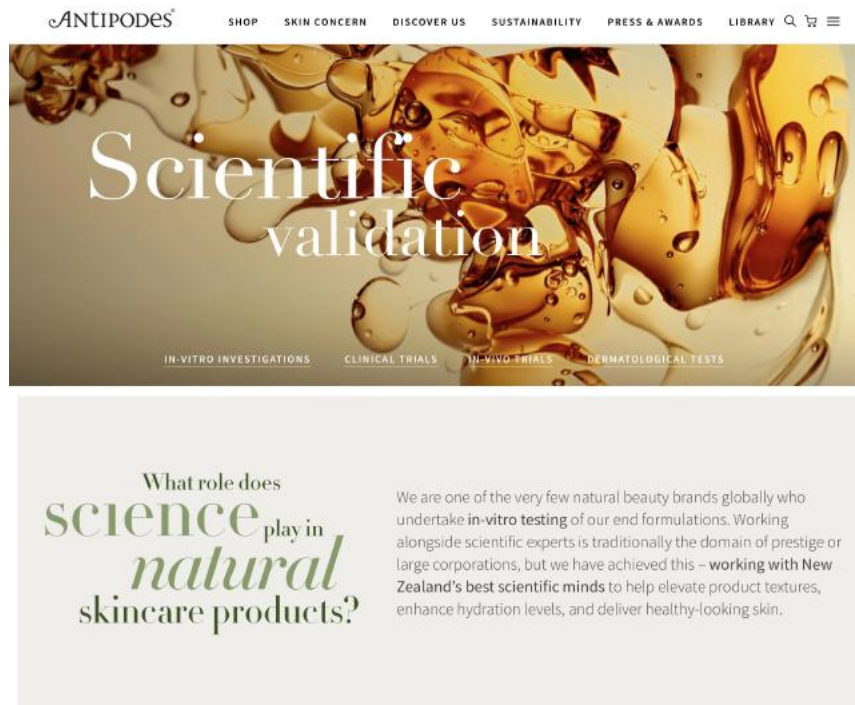 ANTIPODES®
SHOP SKIN CONCERN DISCOVER US SUSTAINABILITY PRESS & AWARDS LIBRARY
Scientific
validation
IN-VITRO INVESTIGATIONS CLINICAL TRIALS IN-VIVO TRIALS DERMATOLOGICAL TESTS
What role does
science play in
natural
skincare products?
We are one of the very few natural beauty brands globally who
undertake in-vitro testing of our end formulations. Working
alongside scientific experts is traditionally the domain of prestige or
large corporations, but we have achieved this – working with New
Zealand's best scientific minds to help elevate product textures,
enhance hydration levels, and deliver healthy-looking skin.